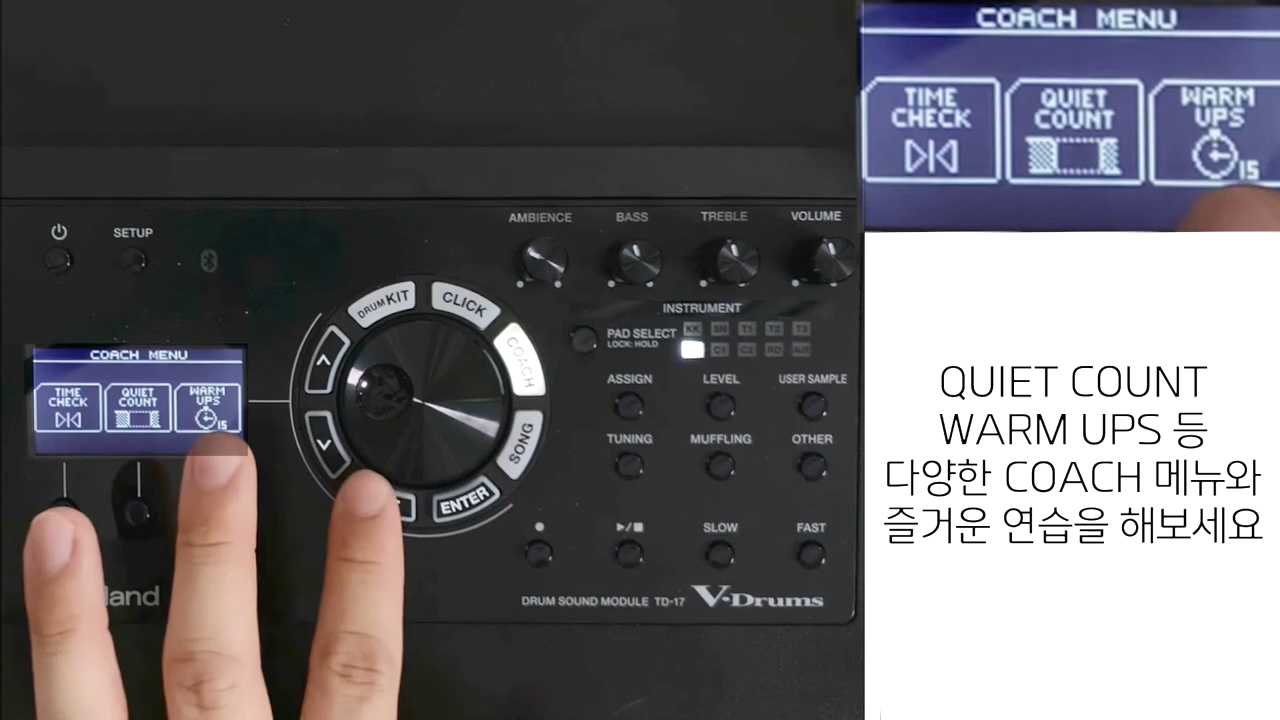 COACH MENU
TIME CHECK
QUIET COUNT
WARM UPS
15
SETUP
AMBIENCE
BASS
TREBLE
VOLUME
COACH MENU
TIME CHECK
QUIET COUNT
WARM UPS
15
DRUM KIT
CLICK
COACH
SONG
ENTER
INSTRUMENT
PAD SELECT
LOCK: HOLD
KK SN T1 T2 T3
C1 C2 RD AUX
ASSIGN
LEVEL
USER SAMPLE
TUNING
MUFFLING
OTHER
SLOW
FAST
land
DRUM SOUND MODULE TD-17
V-Drums
QUIET COUNT
WARM UPS 등
다양한 COACH 메뉴와
즐거운 연습을 해보세요